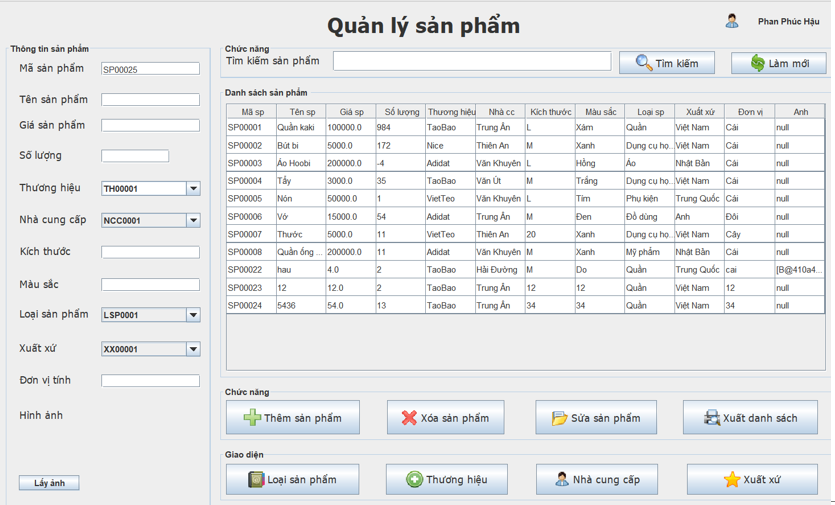 Quản lý sản phẩm
Phan Phúc Hậu
Thông tin sản phẩm
Mã sản phẩm SP00025
Tên sản phẩm
Giá sản phẩm
Số lượng
Thương hiệu TH00001
Nhà cung cấp NCC0001
Kích thước
Màu sắc
Loại sản phẩm LSP0001
Xuất xứ XX00001
Đơn vị tính
Hình ảnh
Lấy ảnh
Chức năng
Tìm kiếm sản phẩm Tìm kiếm Làm mới
Danh sách sản phẩm
Mã sp Tên sp Giá sp Số lượng Thương hiệu Nhà cc Kích thước Màu sắc Loại sp Xuất xứ Đơn vị Anh
SP00001 Quần kaki 100000.0 984 TaoBao Trung Ẩn L Xám Quần Việt Nam Cái null
SP00002 Bút bi 5000.0 172 Nice Thiên An M Xanh Dụng cụ họ... Việt Nam Cái null
SP00003 Áo Hoobi 200000.0 -4 Adidat Văn Khuyên L Hồng Áo Nhật Bản Cái null
SP00004 Tẩy 3000.0 35 TaoBao Văn Út M Trắng Dụng cụ họ... Việt Nam Cái null
SP00005 Nón 5000.0 1 VietTeo Văn Khuyên L Tím Phụ kiện Trung Quốc Cái null
SP00006 Vớ 15000.0 54 Adidat Trung Ẩn M Đen Đồ dùng Anh Đôi null
SP00007 Thước 5000.0 11 VietTeo Thiên An 20 Xanh Dụng cụ họ... Việt Nam Cây null
SP00008 Quần ống ... 200000.0 11 Adidat Văn Khuyên M Xanh Mỹ phẩm Nhật Bản Cái null
SP00022 hau 4.0 2 TaoBao Hải Đường M Do Quần Trung Quốc cai [B@410a4...
SP00023 12 12.0 2 TaoBao Trung Ẩn 12 12 Quần Việt Nam 12 null
SP00024 5436 54.0 13 TaoBao Trung Ẩn 34 34 Quần Việt Nam 34 null
Chức năng
Thêm sản phẩm Xóa sản phẩm Sửa sản phẩm Xuất danh sách
Giao diện
Loại sản phẩm Thương hiệu Nhà cung cấp Xuất xứ